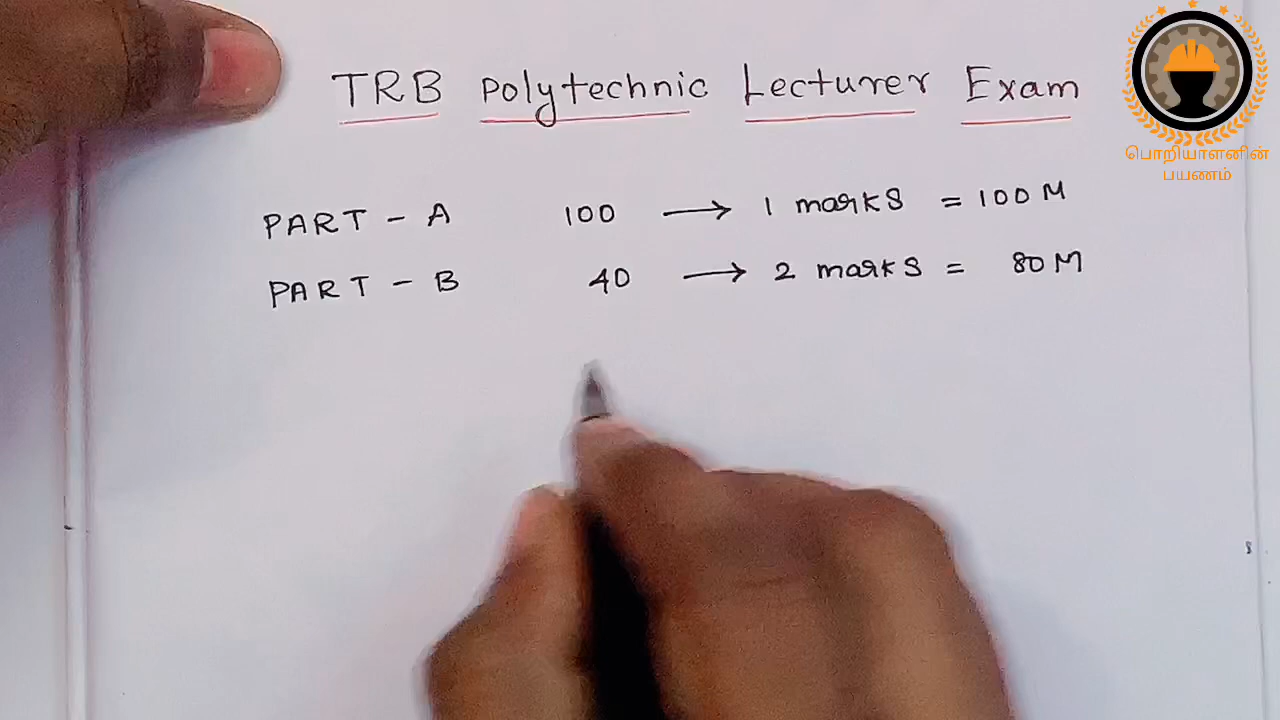 TRB Polytechnic Lecturer Exam
பொறியாளனின்
பயணம்
PART - A 100 → 1 marks = 100 M
PART - B 40 → 2 marks = 80 M